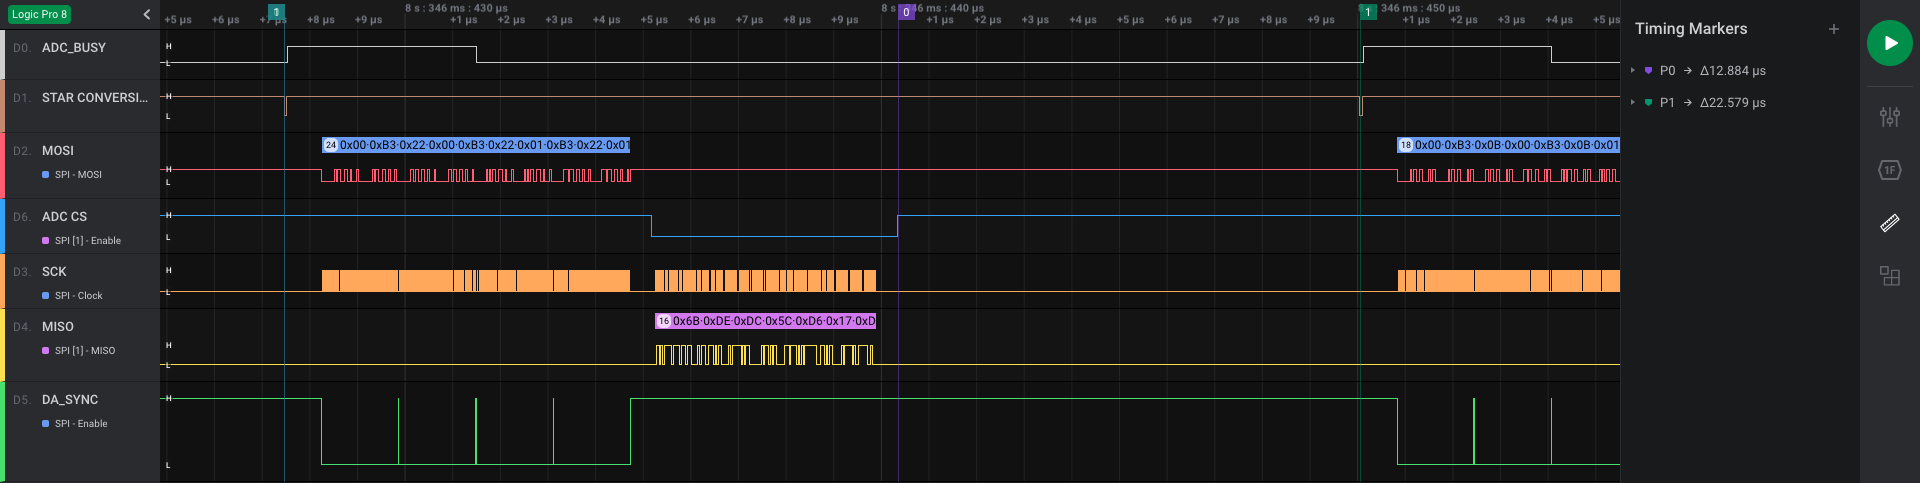 Logic Pro 8
8 s : 346 ms : 430 µs
8 s : 346 ms : 440 µs
346 ms : 450 µs
+5 µs +6 µs +7 µs +8 µs +9 µs +1 µs +2 µs +3 µs +4 µs +5 µs +6 µs +7 µs +8 µs +9 µs +1 µs +2 µs +3 µs +4 µs +5 µs +6 µs +7 µs +8 µs +9 µs +1 µs +2 µs +3 µs +4 µs +5 µs
1
0
1
D0. ADC_BUSY
H
L
D1. STAR CONVERSI...
H
L
D2. MOSI
SPI - MOSI
H
L
24 0x00·0xB3·0x22·0x00·0xB3·0x22·0x01·0xB3·0x22·0x01
18 0x00·0xB3·0x0B·0x00·0xB3·0x0B·0x01
D6. ADC CS
SPI [1] - Enable
H
L
D3. SCK
SPI - Clock
H
L
D4. MISO
SPI [1] - MISO
H
L
16 0x6B·0xDE·0xDC·0x5C·0xD6·0x17·0xD
D5. DA_SYNC
SPI - Enable
H
L
Timing Markers +
P0 → Δ12.884 µs
P1 → Δ22.579 µs
1F